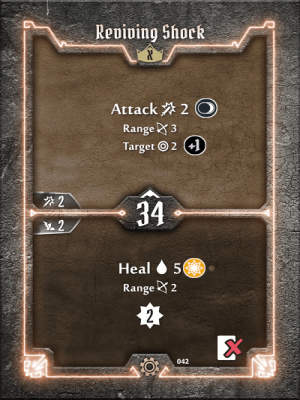 Reviving Shock
X
Attack 2
Range 3
Target 2 +1
2
34
2
Heal 5
Range 2
2
042